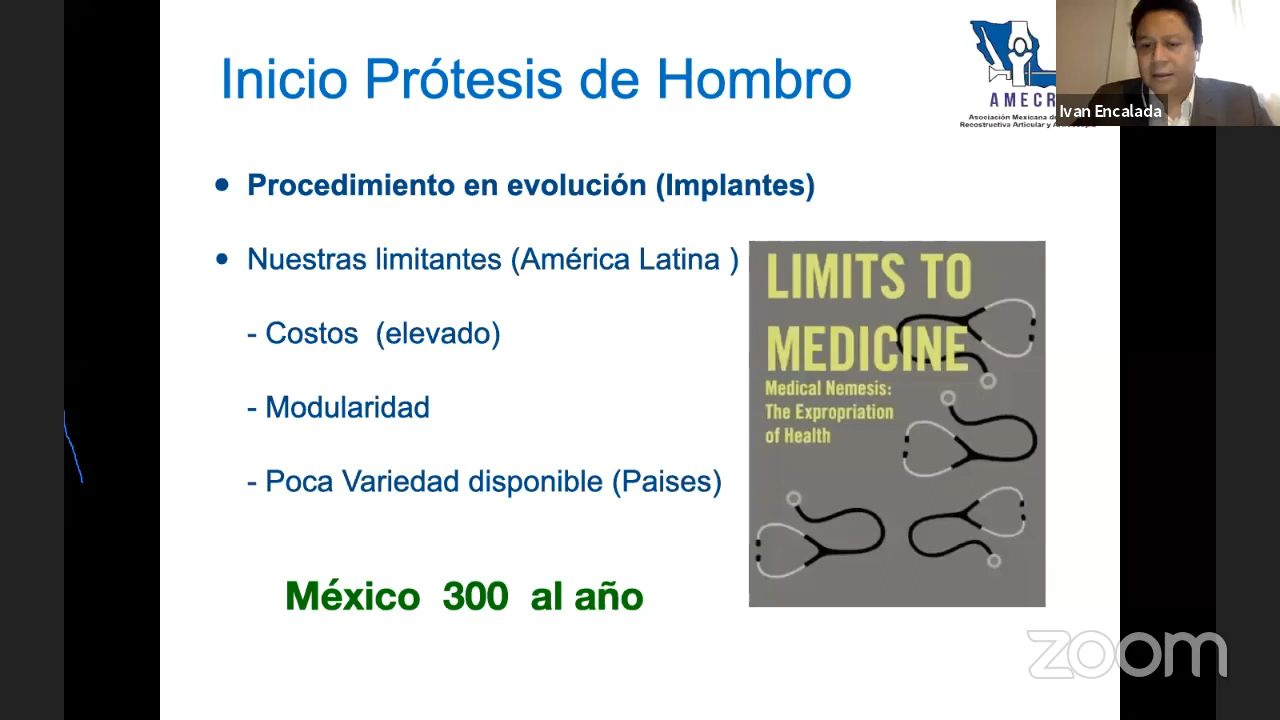 Inicio Prótesis de Hombro
AMECR
Asociación Mexicana de
Reconstructiva Articular y
Ivan Encalada
• Procedimiento en evolución (Implantes)
• Nuestras limitantes (América Latina )
- Costos (elevado)
- Modularidad
- Poca Variedad disponible (Paises)
LIMITS TO
MEDICINE
Medical Nemesis:
The Expropriation
of Health
México 300 al año
zoom